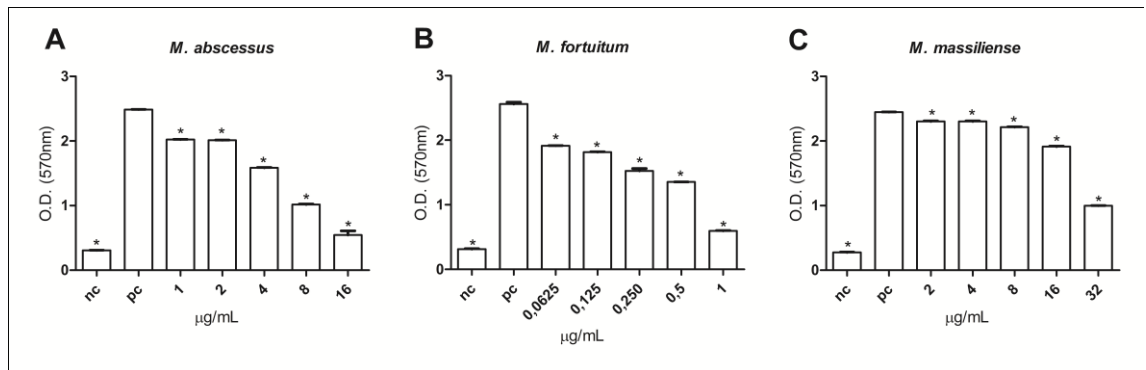 A
M. abscessus
3
2
1
0
O.D. (570nm)
*
*
*
*
*
*
nc
pc
1
2
4
8
16
µg/mL
B
M. fortuitum
3
2
1
0
O.D. (570nm)
*
*
*
*
*
*
nc
pc
0,0625
0,125
0,250
0,5
1
µg/mL
C
M. massiliense
3
2
1
0
O.D. (570nm)
*
*
*
*
*
*
nc
pc
2
4
8
16
32
µg/mL